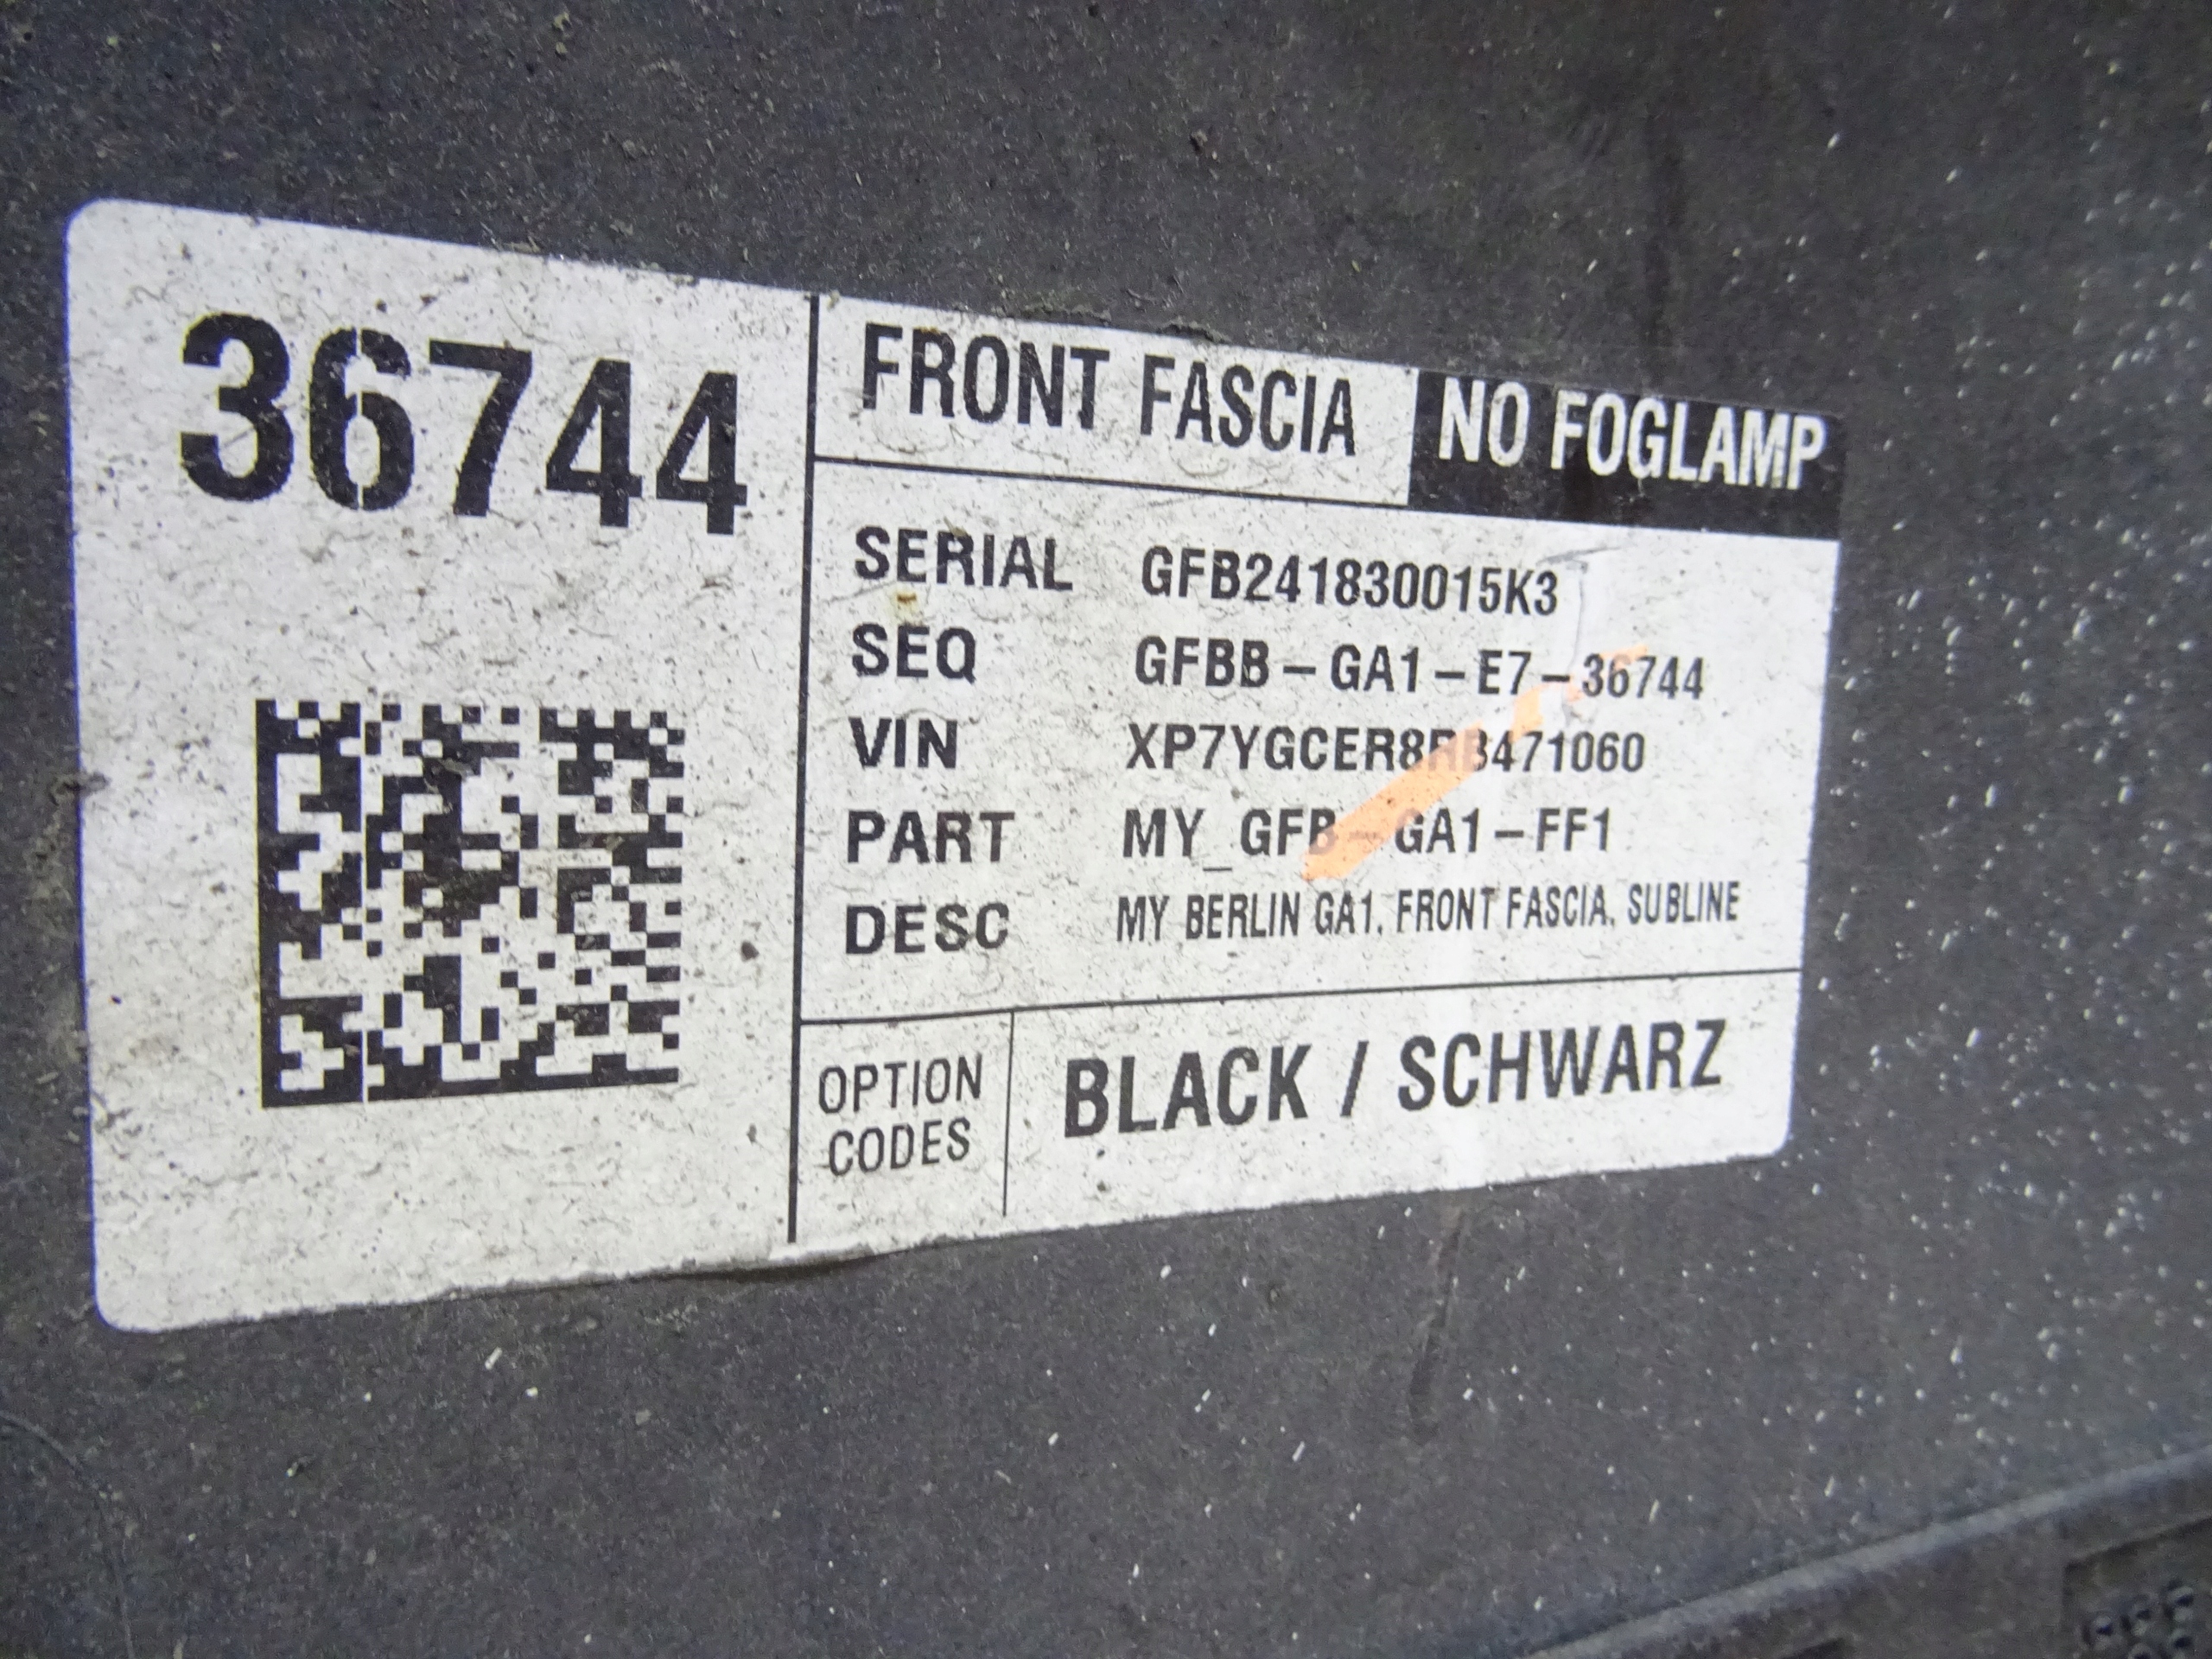 36744
FRONT FASCIA NO FOGLAMP
SERIAL GFB241830015K3
SEQ GFBB – GA1 – E7 – 36744
VIN XP7YGCER8RB471060
PART MY_GFB – GA1 – FF1
DESC MY BERLIN GA1, FRONT FASCIA, SUBLINE
OPTION
CODES
BLACK / SCHWARZ